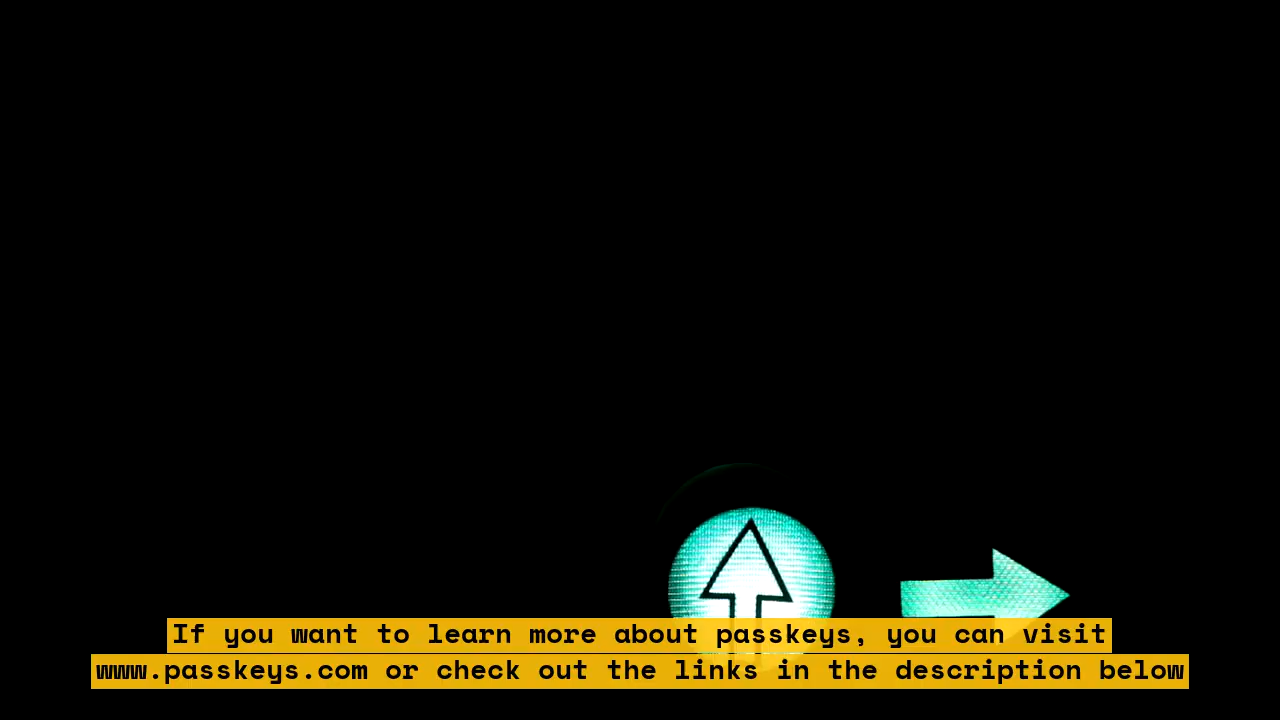 If you want to learn more about passkeys, you can visit
www.passkeys.com or check out the links in the description below